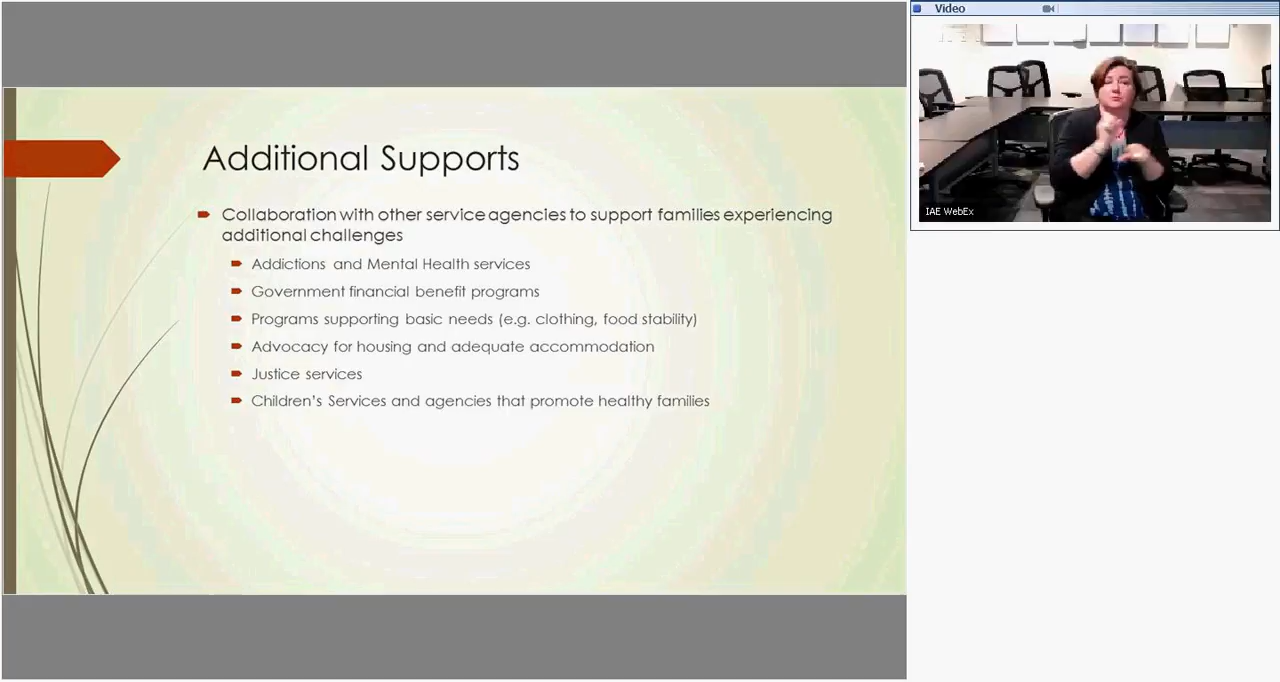 Video
IAE WebEx
Additional Supports
Collaboration with other service agencies to support families experiencing
additional challenges
Addictions and Mental Health services
Government financial benefit programs
Programs supporting basic needs (e.g. clothing, food stability)
Advocacy for housing and adequate accommodation
Justice services
Children's Services and agencies that promote healthy families